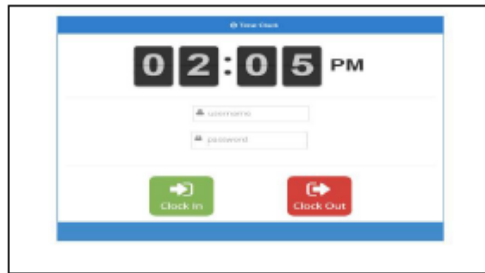 Time Clock
02:05 PM
username
password
Clock In
Clock Out